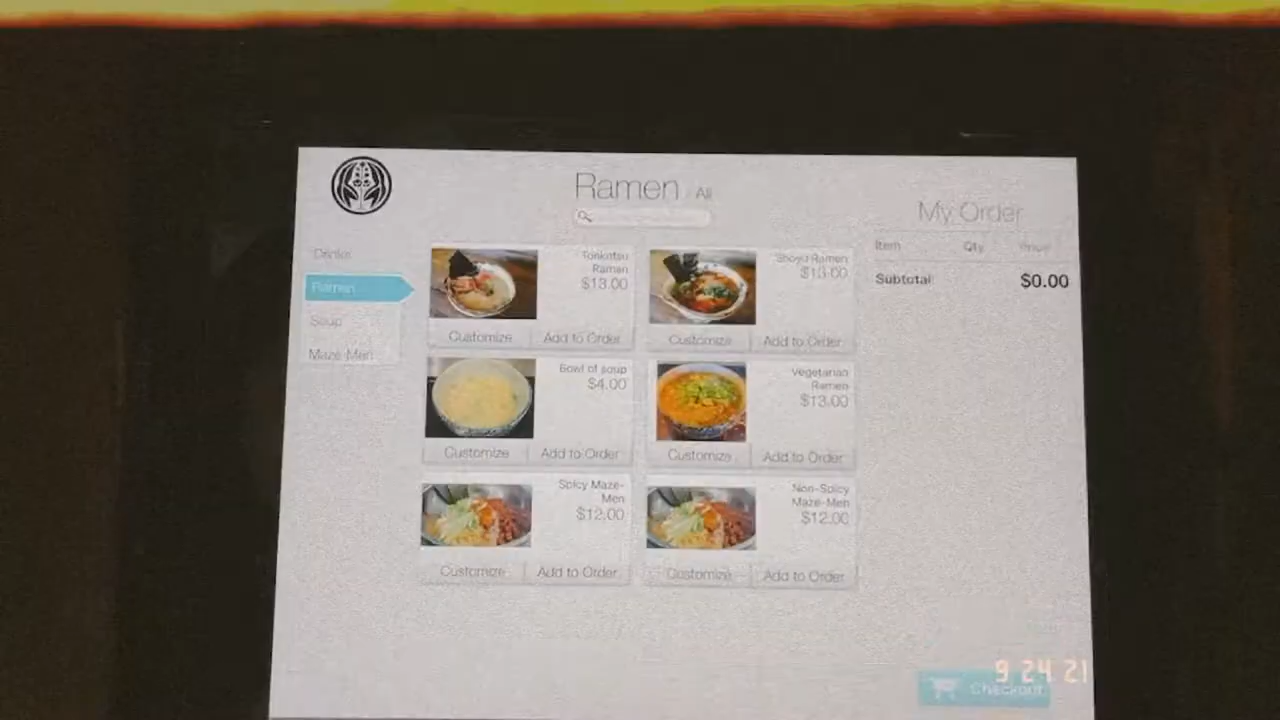 Ramen All
My Order
Drinks
Ramen
Soup
Maze-Men
Tonkotsu
Ramen
$13.00
Customize
Add to Order
Shoyu Ramen
$13.00
Customize
Add to Order
Bowl of soup
$4.00
Customize
Add to Order
Vegetarian
Ramen
$13.00
Customize
Add to Order
Spicy Maze-
Men
$12.00
Customize
Add to Order
Non-Spicy
Maze-Men
$12.00
Customize
Add to Order
Item Qty Price
Subtotal $0.00
Checkout
9 24 21